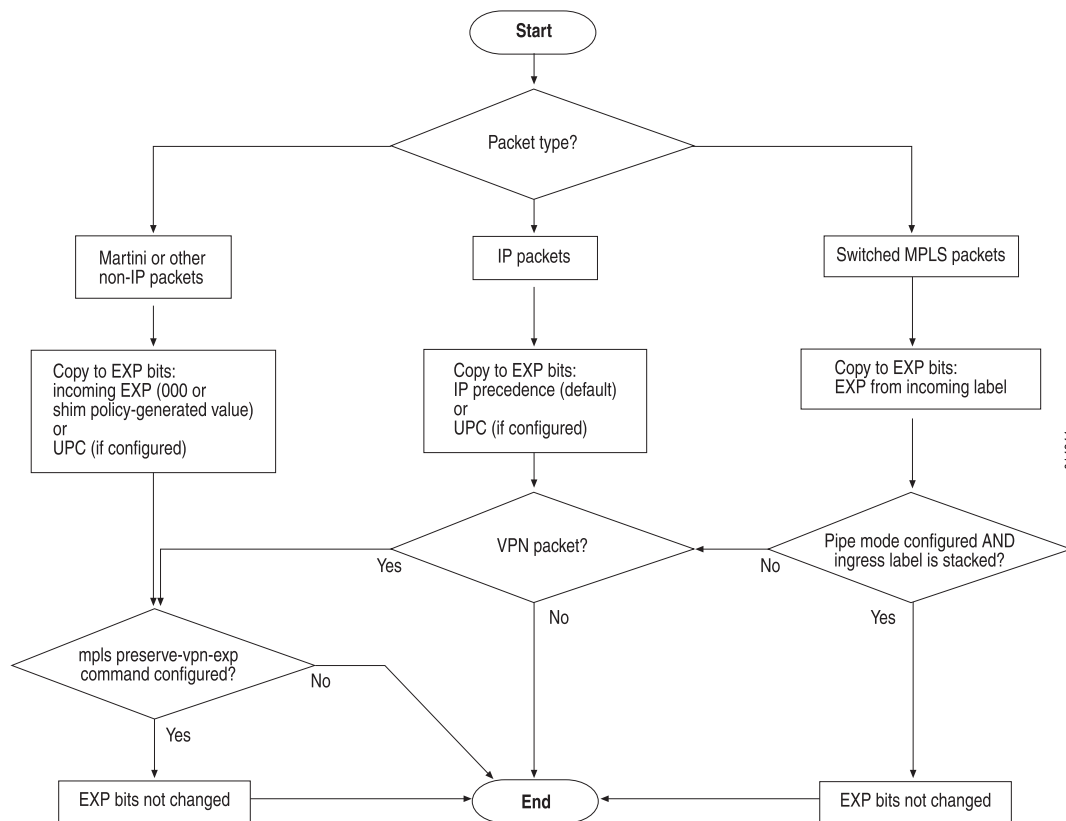 Start
Packet type?
Martini or other
non-IP packets
IP packets
Switched MPLS packets
Copy to EXP bits:
incoming EXP (000 or
shim policy-generated value)
or
UPC (if configured)
Copy to EXP bits:
IP precedence (default)
or
UPC (if configured)
Copy to EXP bits:
EXP from incoming label
VPN packet?
Yes
No
Pipe mode configured AND
ingress label is stacked?
No
Yes
mpls preserve-vpn-exp
command configured?
No
Yes
EXP bits not changed
End
EXP bits not changed